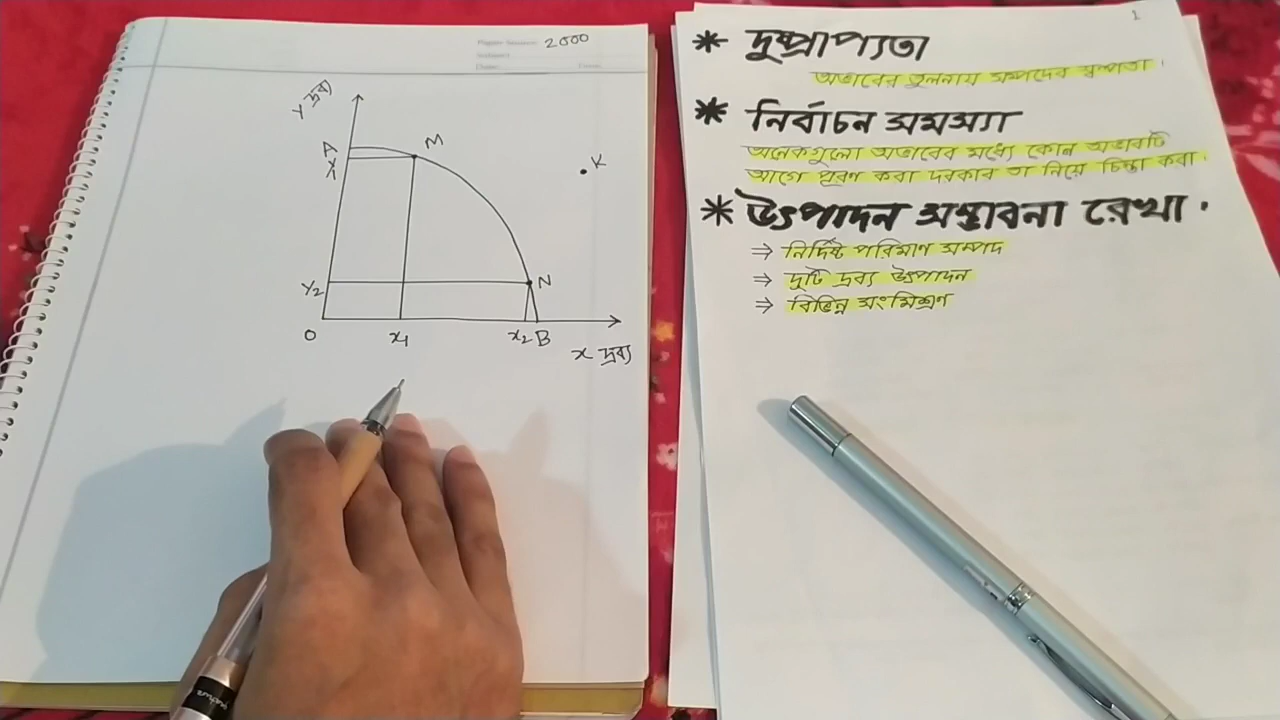 2000
Y দ্রব্য
A
M
Y
K
Y2
N
O
x1
x2 B
x দ্রব্য
1
* দুষ্প্রাপ্যতা
অভাবের তুলনায় সম্পদের স্বল্পতা।
* নির্বাচন সমস্যা
অনেকগুলো অভাবের মধ্যে কোন অভাবটি
আগে পূরণ করা দরকার তা নিয়ে চিন্তা করা।
* উৎপাদন সম্ভাবনা রেখা .
⇒ নির্দিষ্ট পরিমাণ সম্পদ
⇒ দুটি দ্রব্য উৎপাদন
⇒ বিভিন্ন সংমিশ্রণ